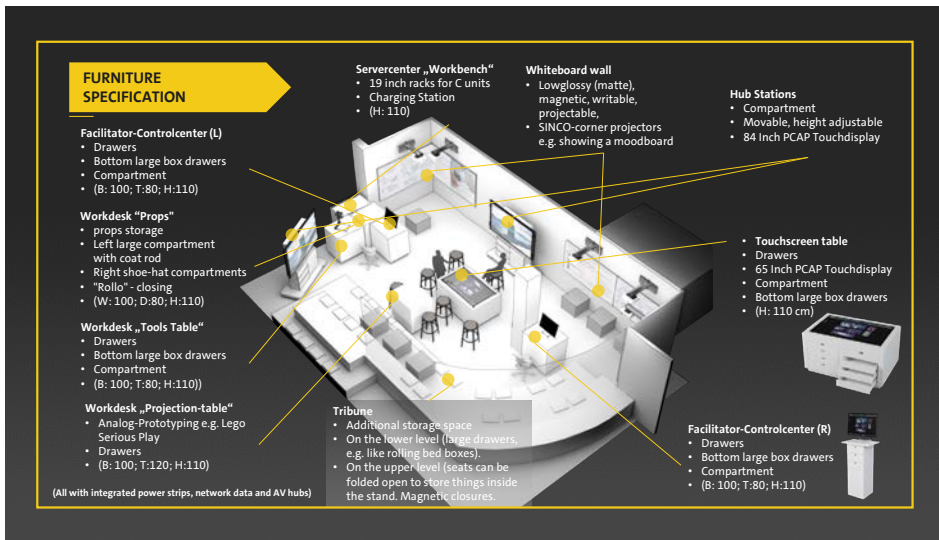 FURNITURE
SPECIFICATION
Facilitator-Controlcenter (L)
• Drawers
• Bottom large box drawers
• Compartment
• (B: 100; T:80; H:110)
Workdesk “Props"
• props storage
• Left large compartment
with coat rod
• Right shoe-hat compartments
• "Rollo" - closing
• (W: 100; D:80; H:110)
Workdesk „Tools Table“
• Drawers
• Bottom large box drawers
• Compartment
• (B: 100; T:80; H:110))
Workdesk „Projection-table“
• Analog-Prototyping e.g. Lego
Serious Play
• Drawers
• (B: 100; T:120; H:110)
(All with integrated power strips, network data and AV hubs)
Servercenter „Workbench“
• 19 inch racks for C units
• Charging Station
• (H: 110)
Whiteboard wall
• Lowglossy (matte),
magnetic, writable,
projectable,
• SINCO-corner projectors
e.g. showing a moodboard
Hub Stations
• Compartment
• Movable, height adjustable
• 84 Inch PCAP Touchdisplay
• Touchscreen table
• Drawers
• 65 Inch PCAP Touchdisplay
• Compartment
• Bottom large box drawers
• (H: 110 cm)
Tribune
• Additional storage space
• On the lower level (large drawers,
e.g. like rolling bed boxes).
• On the upper level (seats can be
folded open to store things inside
the stand. Magnetic closures.
Facilitator-Controlcenter (R)
• Drawers
• Bottom large box drawers
• Compartment
• (B: 100; T:80; H:110)